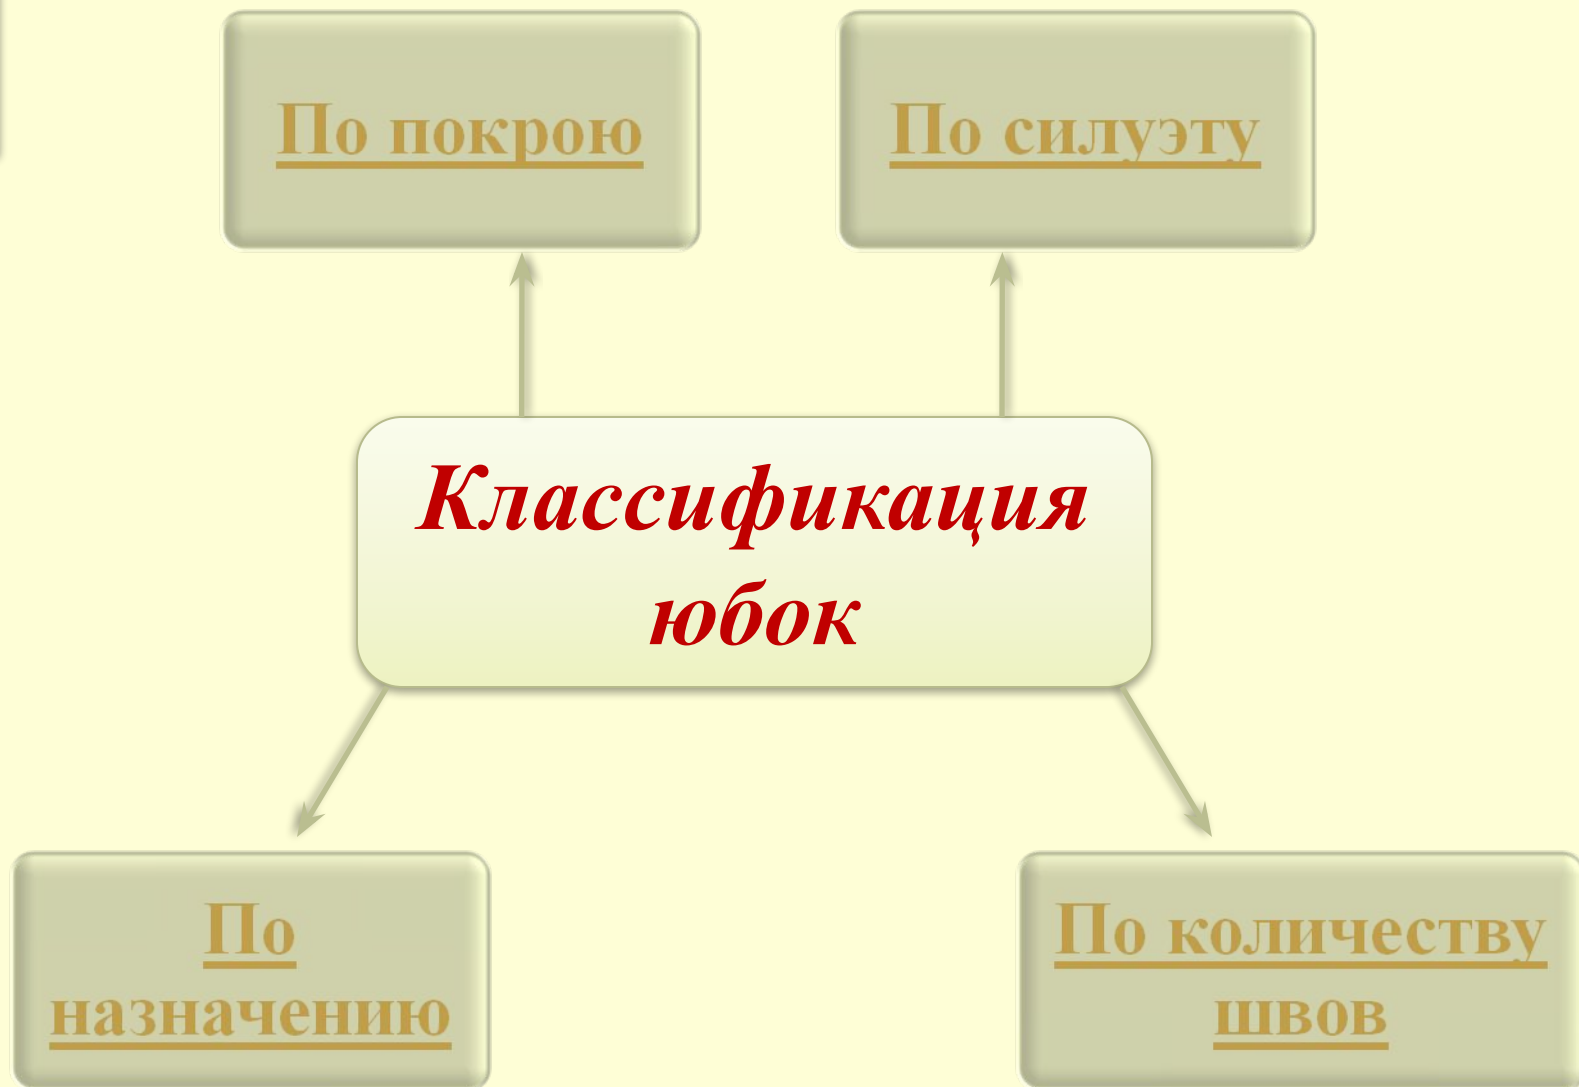 По покрою
По силуэту
Классификация
юбок
По
назначению
По количеству
швов